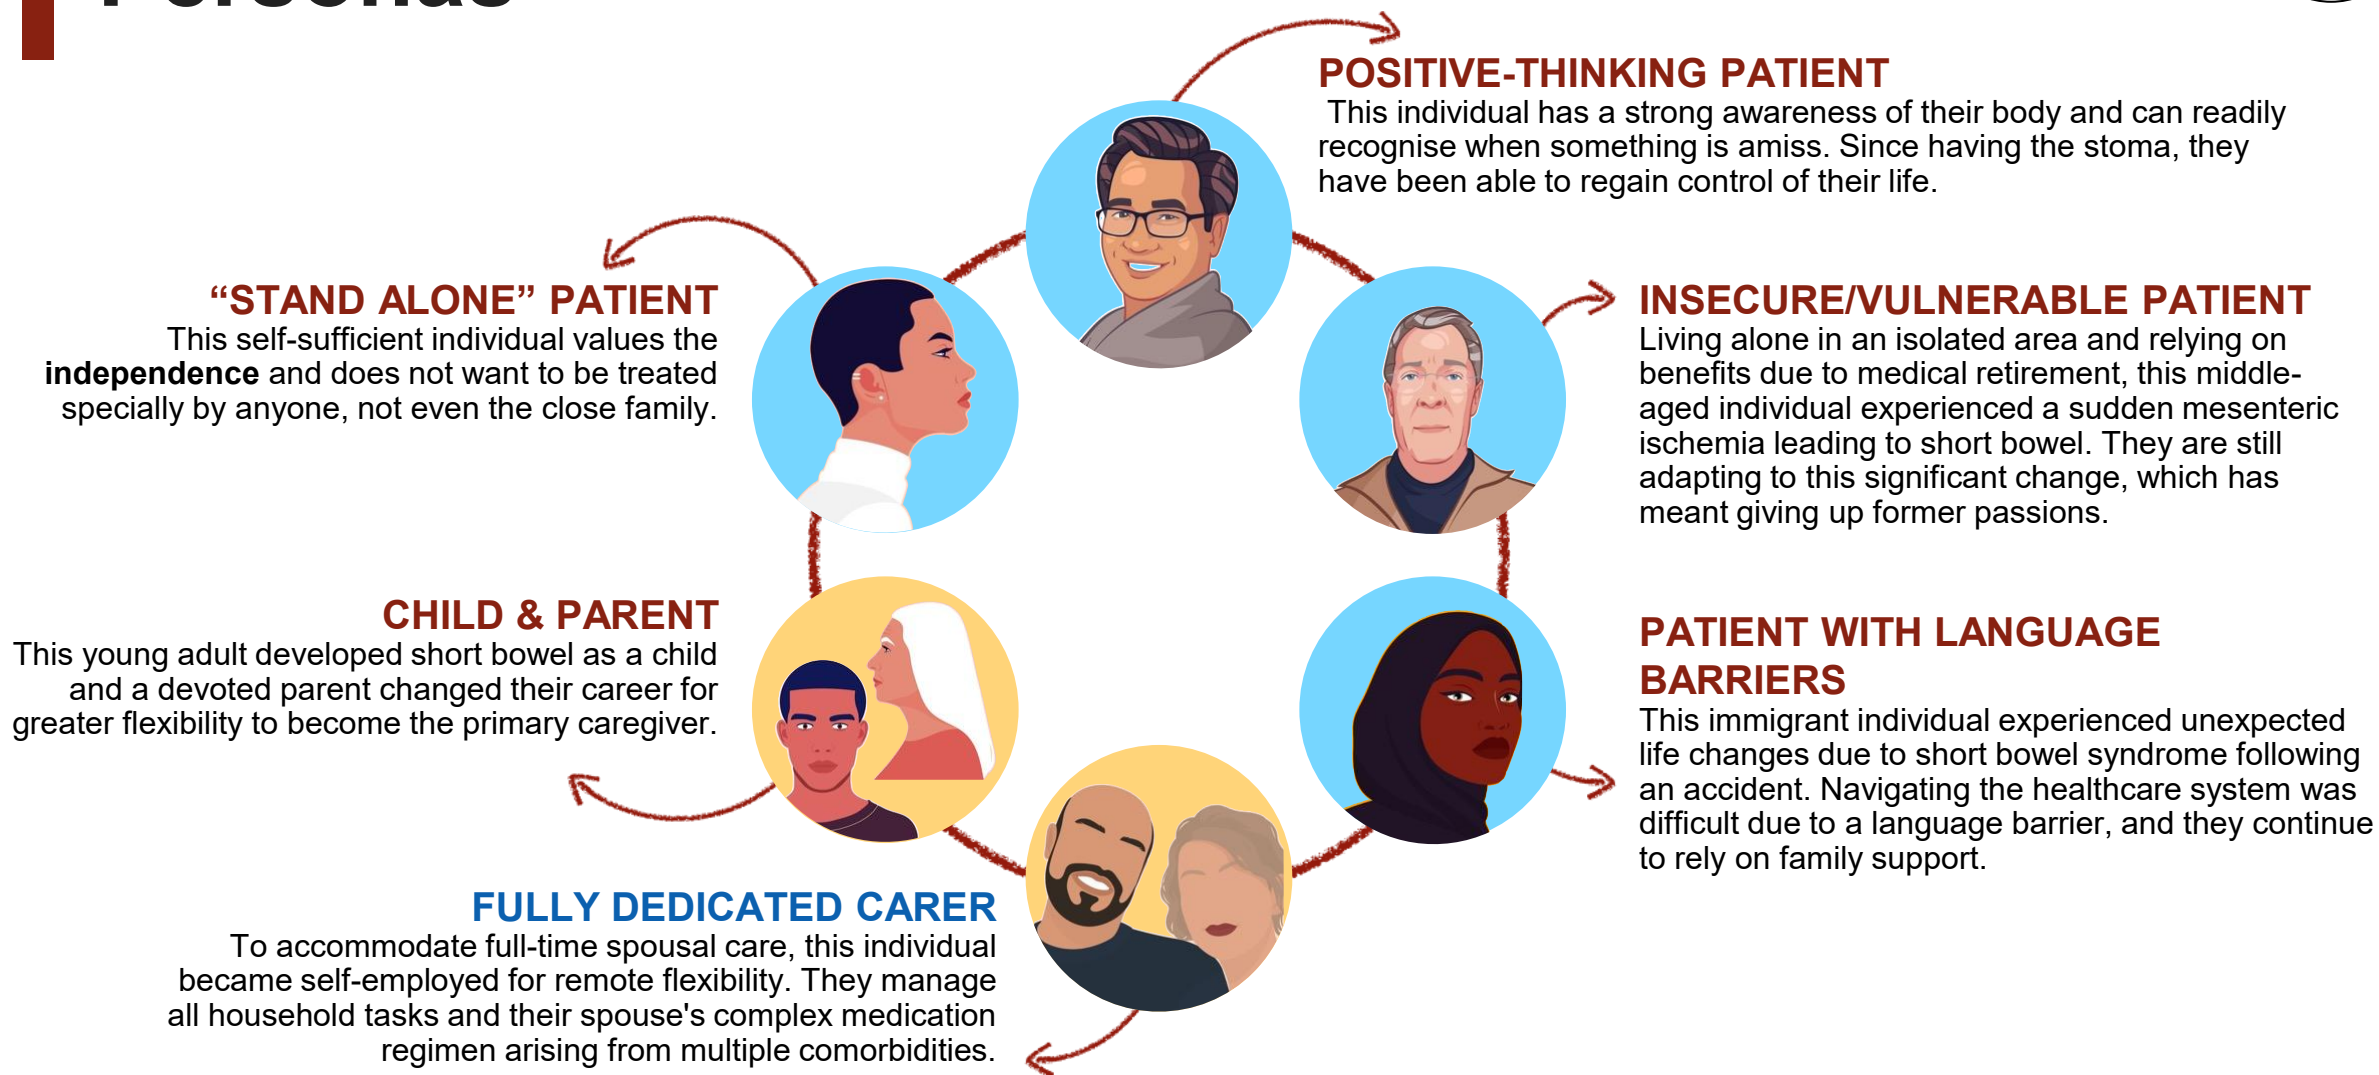 Personas
POSITIVE-THINKING PATIENT
This individual has a strong awareness of their body and can readily
recognise when something is amiss. Since having the stoma, they
have been able to regain control of their life.
“STAND ALONE” PATIENT
This self-sufficient individual values the
independence and does not want to be treated
specially by anyone, not even the close family.
INSECURE/VULNERABLE PATIENT
Living alone in an isolated area and relying on
benefits due to medical retirement, this middle-
aged individual experienced a sudden mesenteric
ischemia leading to short bowel. They are still
adapting to this significant change, which has
meant giving up former passions.
CHILD & PARENT
This young adult developed short bowel as a child
and a devoted parent changed their career for
greater flexibility to become the primary caregiver.
PATIENT WITH LANGUAGE
BARRIERS
This immigrant individual experienced unexpected
life changes due to short bowel syndrome following
an accident. Navigating the healthcare system was
difficult due to a language barrier, and they continue
to rely on family support.
FULLY DEDICATED CARER
To accommodate full-time spousal care, this individual
became self-employed for remote flexibility. They manage
all household tasks and their spouse's complex medication
regimen arising from multiple comorbidities.